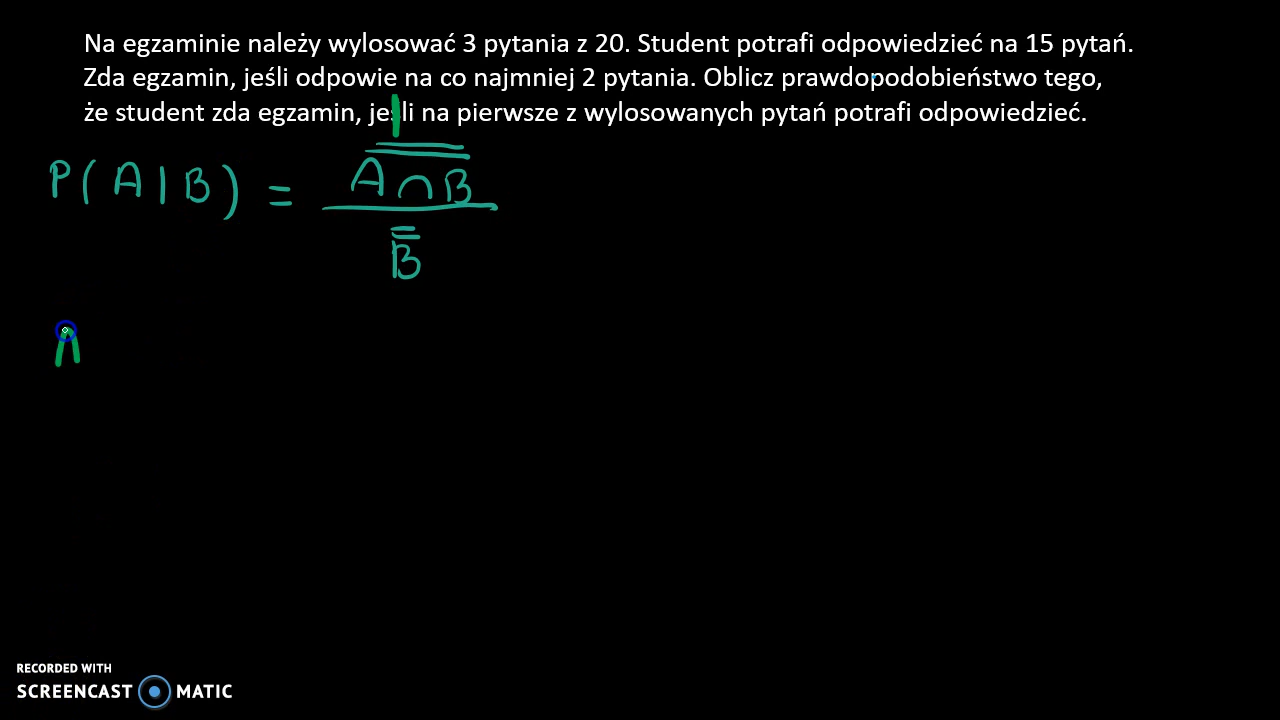 Na egzaminie należy wylosować 3 pytania z 20. Student potrafi odpowiedzieć na 15 pytań.
Zda egzamin, jeśli odpowie na co najmniej 2 pytania. Oblicz prawdopodobieństwo tego,
że student zda egzamin, jeśli na pierwsze z wylosowanych pytań potrafi odpowiedzieć.
P(A|B) = A∩B
B
A
RECORDED WITH
SCREENCAST MATIC